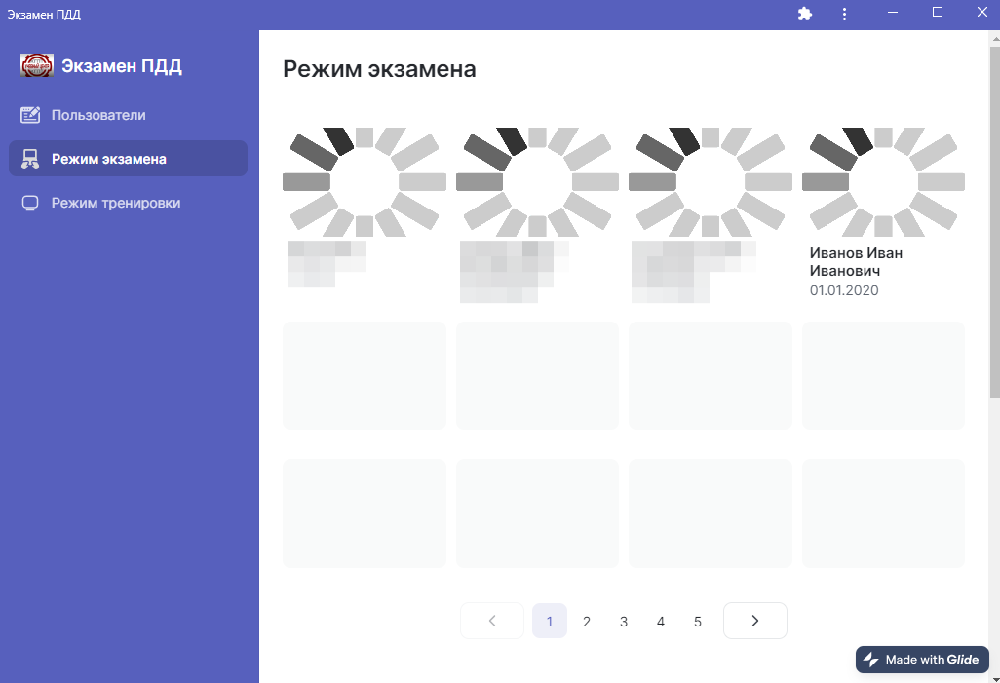 Экзамен ПДД
Экзамен ПДД
Пользователи
Режим экзамена
Режим тренировки
Режим экзамена
Иванов Иван
Иванович
01.01.2020
1 2 3 4 5
Made with Glide